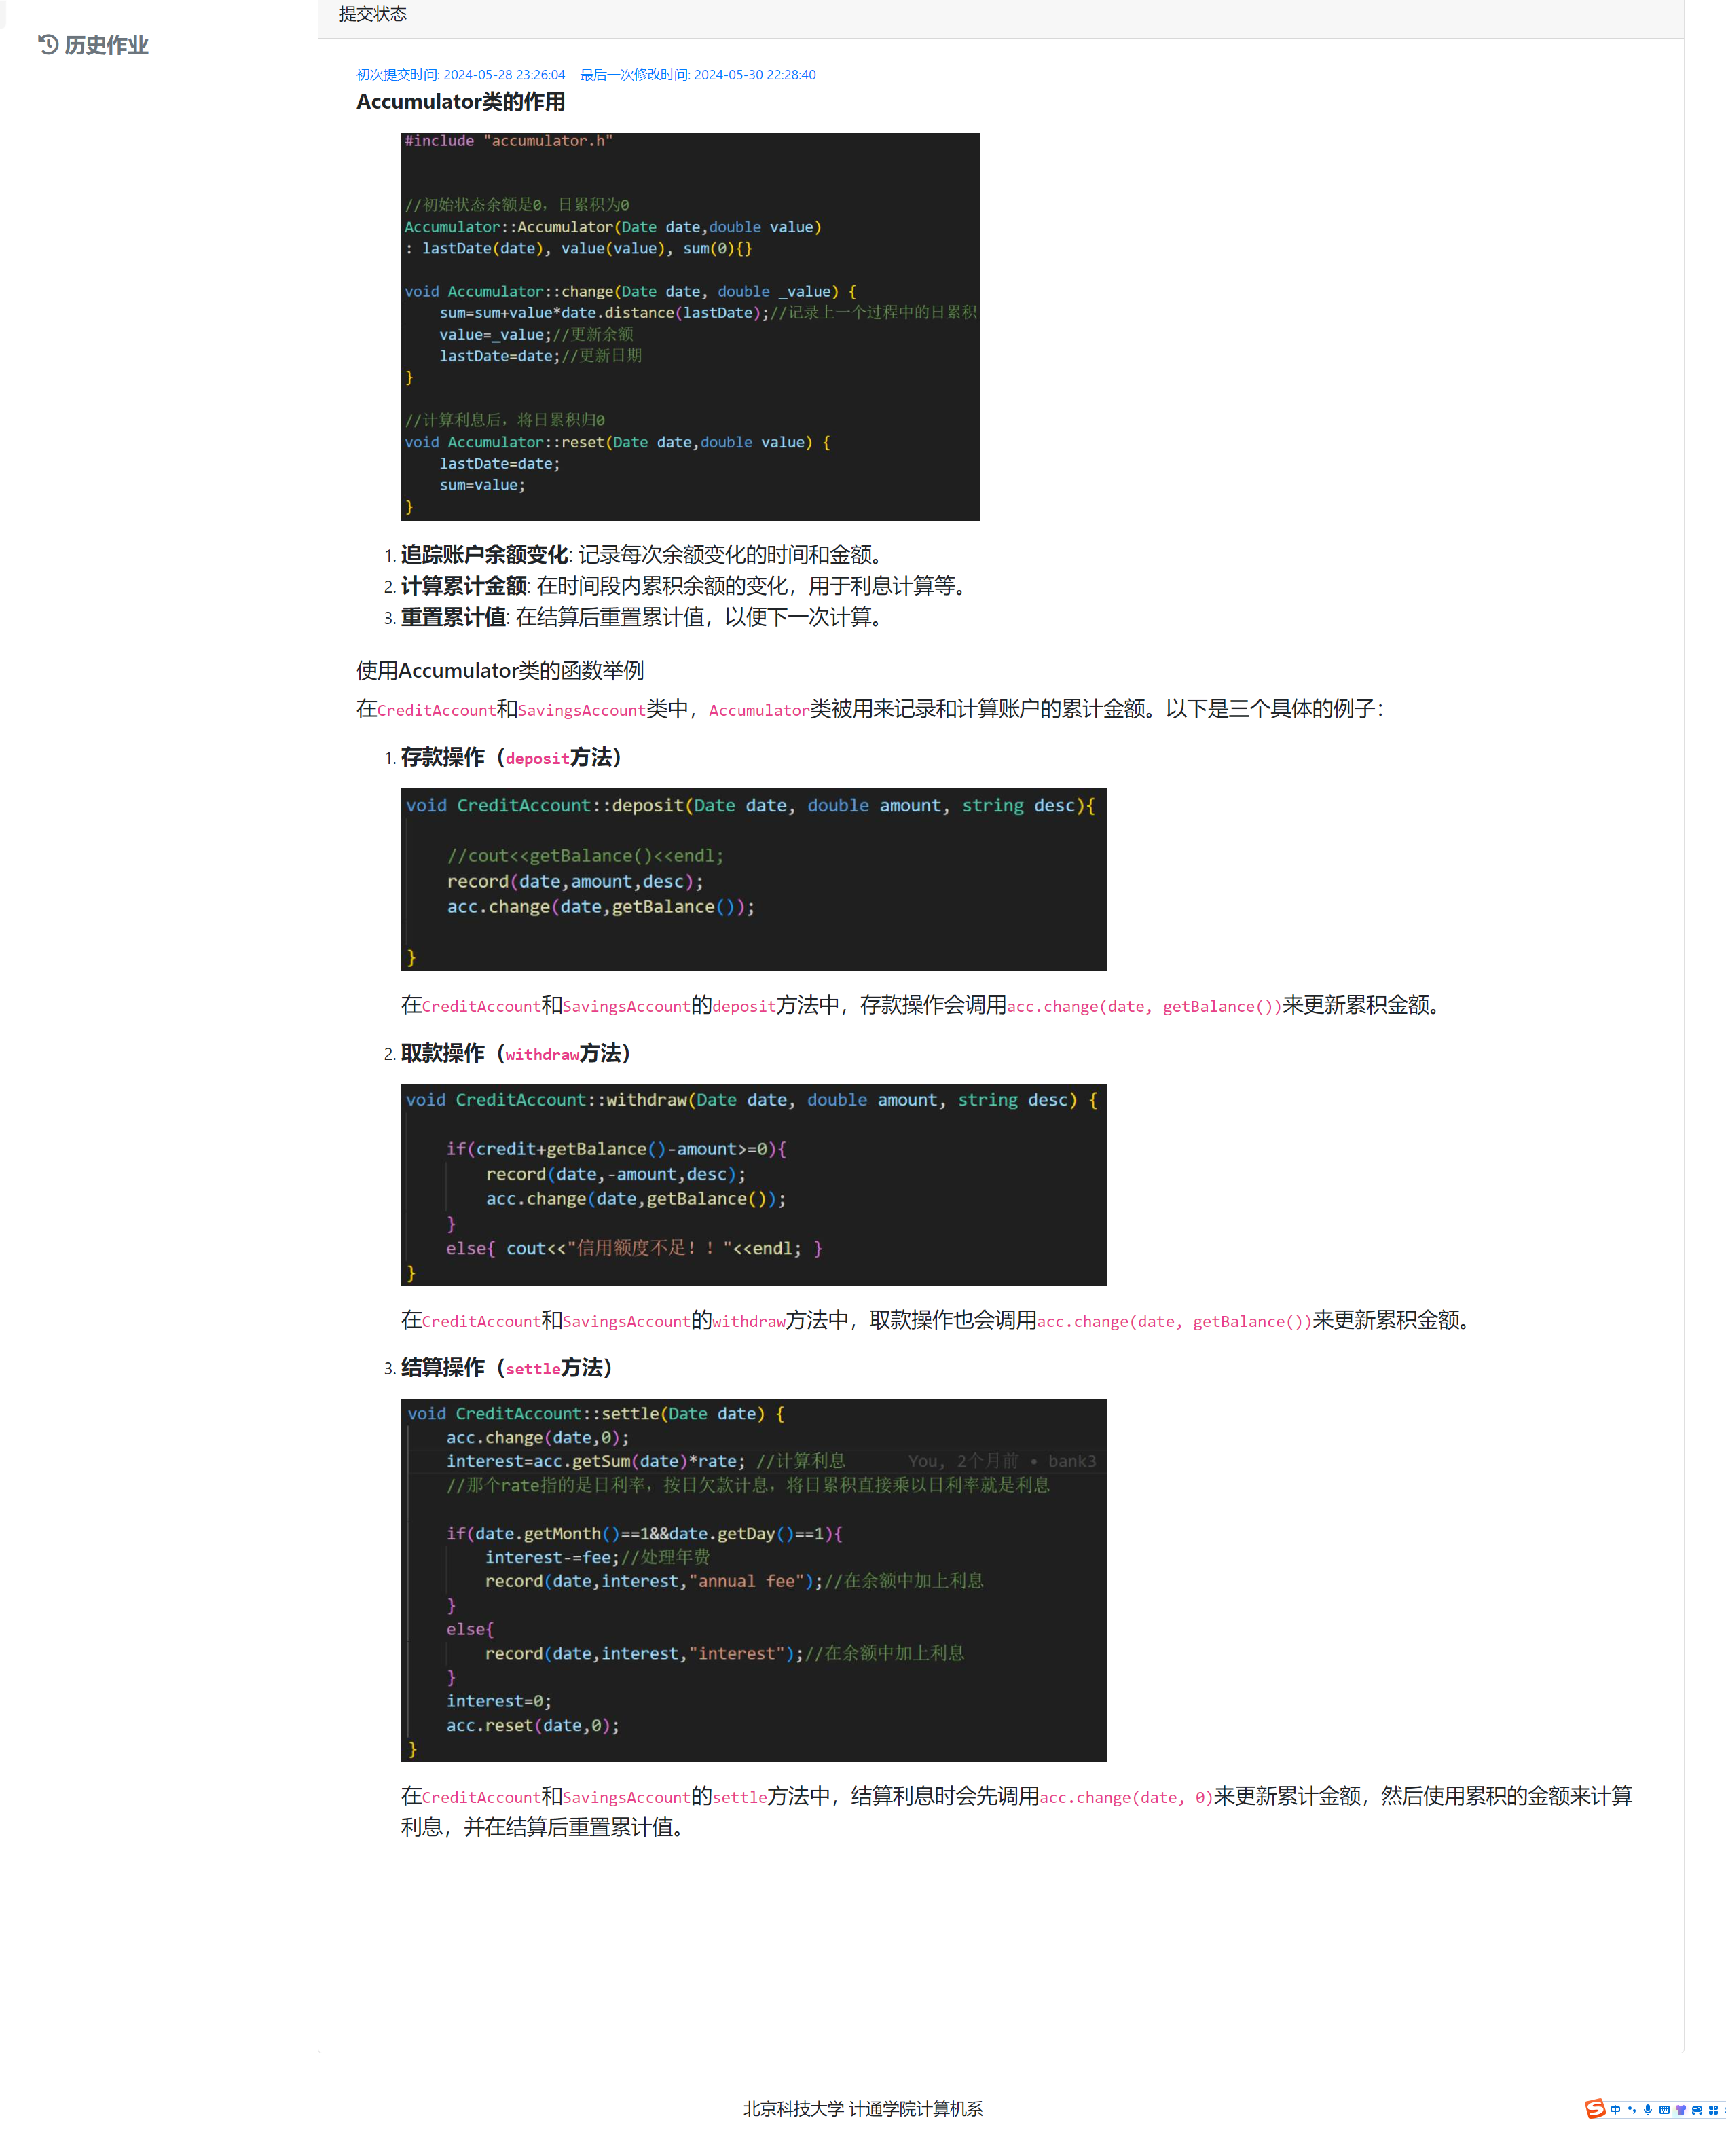 提交状态
历史作业
初次提交时间: 2024-05-28 23:26:04 最后一次修改时间: 2024-05-30 22:28:40
Accumulator类的作用
#include "accumulator.h"
//初始状态余额是0，日累积为0
Accumulator::Accumulator(Date date,double value)
: lastDate(date), value(value), sum(0){}
void Accumulator::change(Date date, double _value) {
    sum=sum+value*date.distance(lastDate);//记录上一个过程中的日累积
    value=_value;//更新余额
    lastDate=date;//更新日期
}
//计算利息后，将日累积归0
void Accumulator::reset(Date date,double value) {
    lastDate=date;
    sum=value;
}
1. 追踪账户余额变化: 记录每次余额变化的时间和金额。
2. 计算累计金额: 在时间段内累积余额的变化，用于利息计算等。
3. 重置累计值: 在结算后重置累计值，以便下一次计算。
使用Accumulator类的函数举例
在CreditAccount和SavingsAccount类中，Accumulator类被用来记录和计算账户的累计金额。以下是三个具体的例子：
1. 存款操作（deposit方法）
void CreditAccount::deposit(Date date, double amount, string desc){
    //cout<<getBalance()<<endl;
    record(date,amount,desc);
    acc.change(date,getBalance());
}
在CreditAccount和SavingsAccount的deposit方法中，存款操作会调用acc.change(date, getBalance())来更新累积金额。
2. 取款操作（withdraw方法）
void CreditAccount::withdraw(Date date, double amount, string desc) {
    if(credit+getBalance()-amount>=0){
        record(date,-amount,desc);
        acc.change(date,getBalance());
    }
    else{ cout<<"信用额度不足！！"<<endl; }
}
在CreditAccount和SavingsAccount的withdraw方法中，取款操作也会调用acc.change(date, getBalance())来更新累积金额。
3. 结算操作（settle方法）
void CreditAccount::settle(Date date) {
    acc.change(date,0);
    interest=acc.getSum(date)*rate; //计算利息 You, 2个月前 • bank3
    //那个rate指的是日利率，按日欠款计息，将日累积直接乘以日利率就是利息
    if(date.getMonth()==1&&date.getDay()==1){
        interest-=fee;//处理年费
        record(date,interest,"annual fee");//在余额中加上利息
    }
    else{
        record(date,interest,"interest");//在余额中加上利息
    }
    interest=0;
    acc.reset(date,0);
}
在CreditAccount和SavingsAccount的settle方法中，结算利息时会先调用acc.change(date, 0)来更新累计金额，然后使用累积的金额来计算
利息，并在结算后重置累计值。
北京科技大学 计通学院计算机系
中